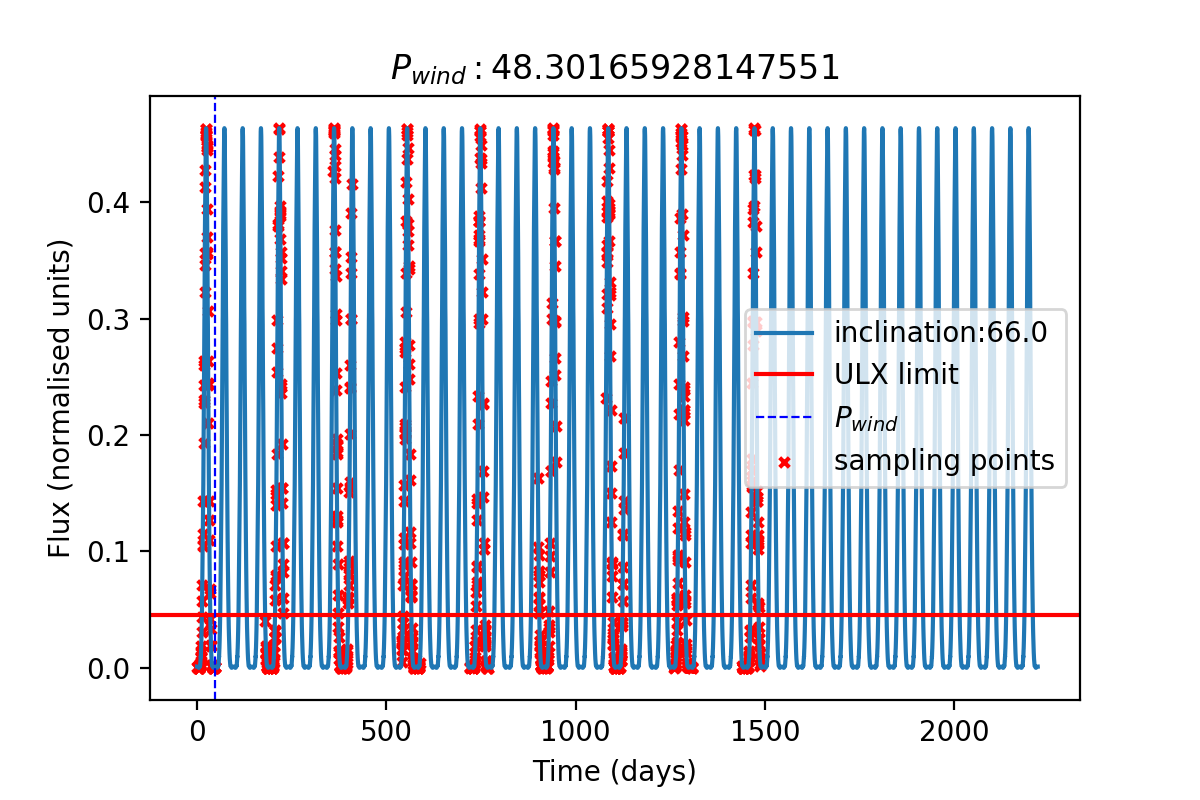 P_wind : 48.30165928147551
Flux (normalised units)
0.4
0.3
0.2
0.1
0.0
inclination:66.0
ULX limit
P_wind
sampling points
0
500
1000
1500
2000
Time (days)